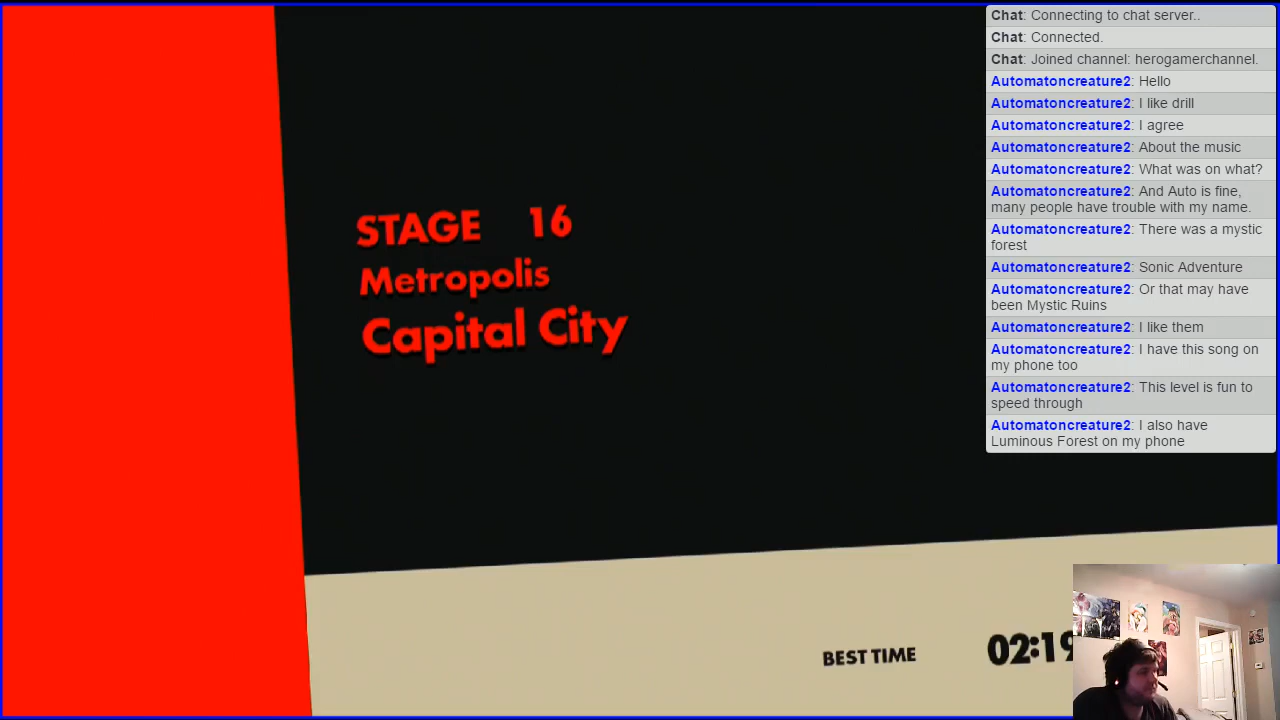 STAGE 16
Metropolis
Capital City
BEST TIME 02:19
Chat: Connecting to chat server..
Chat: Connected.
Chat: Joined channel: herogamerchannel.
Automatoncreature2: Hello
Automatoncreature2: I like drill
Automatoncreature2: I agree
Automatoncreature2: About the music
Automatoncreature2: What was on what?
Automatoncreature2: And Auto is fine,
many people have trouble with my name.
Automatoncreature2: There was a mystic
forest
Automatoncreature2: Sonic Adventure
Automatoncreature2: Or that may have
been Mystic Ruins
Automatoncreature2: I like them
Automatoncreature2: I have this song on
my phone too
Automatoncreature2: This level is fun to
speed through
Automatoncreature2: I also have
Luminous Forest on my phone